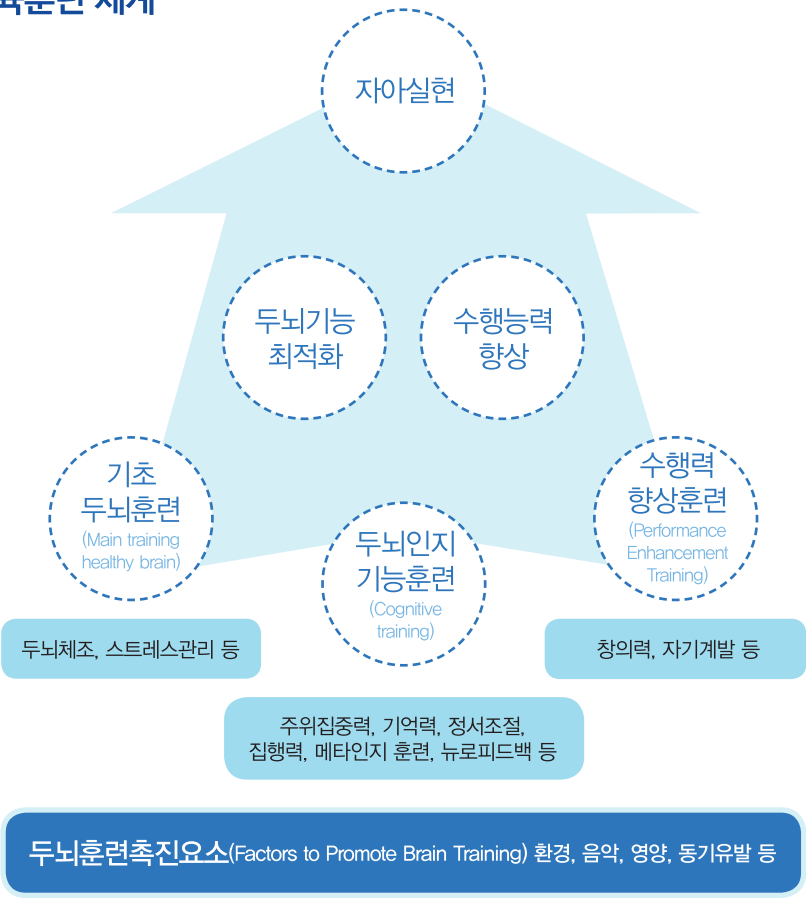 자아실현
두뇌기능
최적화
수행능력
향상
기초
두뇌훈련
(Main training
healthy brain)
두뇌인지
기능훈련
(Cognitive
training)
수행력
향상훈련
(Performance
Enhancement
Training)
두뇌체조, 스트레스관리 등
창의력, 자기계발 등
주위집중력, 기억력, 정서조절,
집행력, 메타인지 훈련, 뉴로피드백 등
두뇌훈련촉진요소(Factors to Promote Brain Training) 환경, 음악, 영양, 동기유발 등